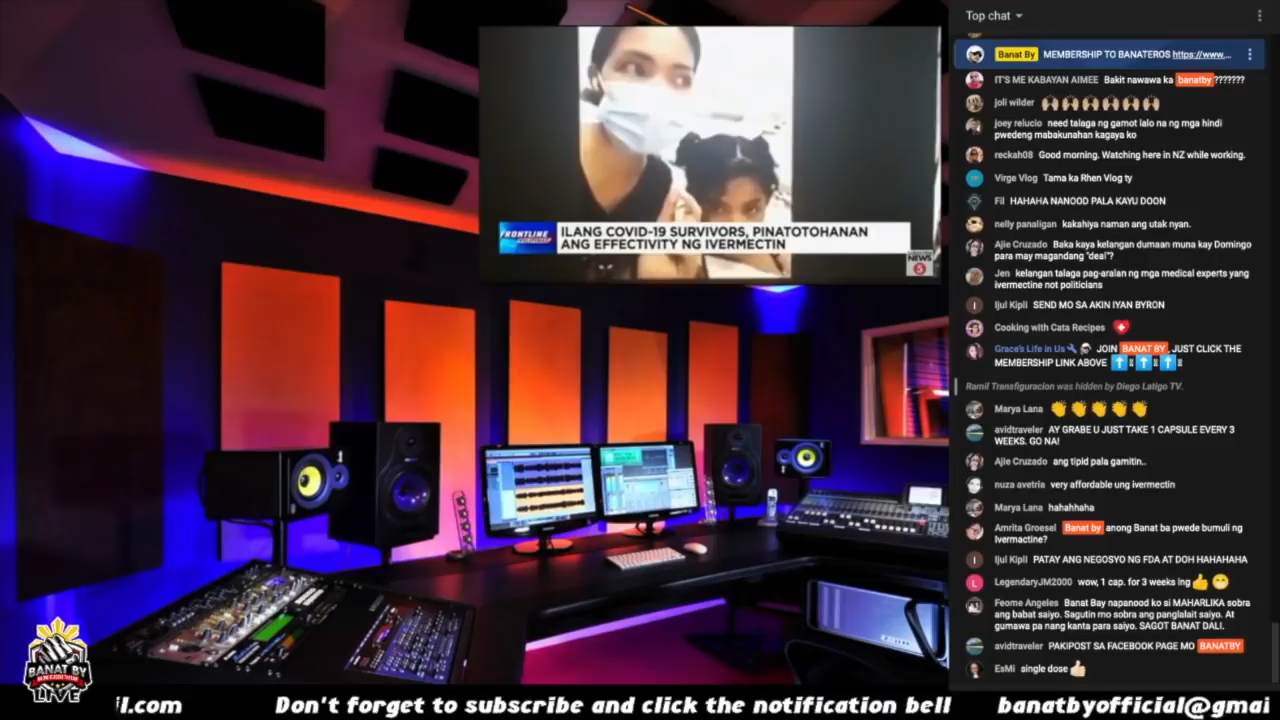 Top chat
Banat By MEMBERSHIP TO BANATEROS https://www....
IT'S ME KABAYAN AIMEE Bakit nawawa ka banatby???????
joli wilder
joey relucio need talaga ng gamot lalo na ng mga hindi
pwedeng mabakunahan kagaya ko
reckah08 Good morning. Watching here in NZ while working.
Virge Vlog Tama ka Rhen Vlog ty
Fil HAHAHA NANOOD PALA KAYU DOON
nelly panaligan kakahiya naman ang utak nyan.
Ajie Cruzado Baka kaya kelangan dumaan muna kay Domingo
para may magandang "deal"?
Jen kelangan talaga pag-aralan ng mga medical experts yang
ivermectine not politicians
I
Ijul Kipli SEND MO SA AKIN IYAN BYRON
Cooking with Cata Recipes
Grace's Life in Us JOIN BANAT BY, JUST CLICK THE
MEMBERSHIP LINK ABOVE
Ramil Transfiguracion was hidden by Diego Latigo TV.
Marya Lana
avidtraveler AY GRABE U JUST TAKE 1 CAPSULE EVERY 3
WEEKS. GO NA!
Ajie Cruzado ang tipid pala gamitin..
nuza avetria very affordable ung ivermectin
Marya Lana hahahhaha
Amrita Groesel Banat by anong Banat ba pwede bumuli ng
Ivermactine?
I
Ijul Kipli PATAY ANG NEGOSYO NG FDA AT DOH HAHAHAHA
L
LegendaryJM2000 wow, 1 cap. for 3 weeks lng
Feome Angeles Banat Bay napanood ko si MAHARLIKA sobra
ang babat saiyo. Sagutin mo sobra ang panglalait saiyo. At
gumawa pa nang kanta para saiyo. SAGOT BANAT DALI.
avidtraveler PAKIPOST SA FACEBOOK PAGE MO BANATBY
EsMi single dose
FRONTLINE
PILIPINAS
ILANG COVID-19 SURVIVORS, PINATOTOHANAN
ANG EFFECTIVITY NG IVERMECTIN
NEWS
5
BANAT BY
LIVE
il.com Don't forget to subscribe and click the notification bell banatbyofficial@gmai